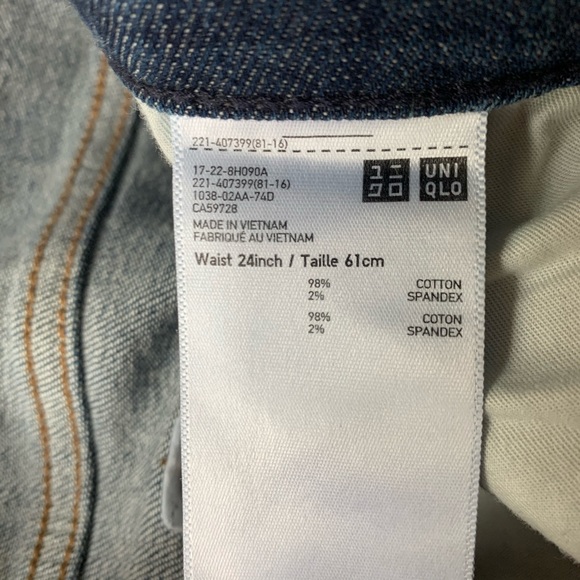 221-407399(81-16)
17-22-8H090A
221-407399(81-16)
1038-02AA-74D
CA59728
ユニ
クロ
UNI
QLO
MADE IN VIETNAM
FABRIQUÉ AU VIETNAM
Waist 24inch / Taille 61cm
98% COTTON
2% SPANDEX
98% COTON
2% SPANDEX